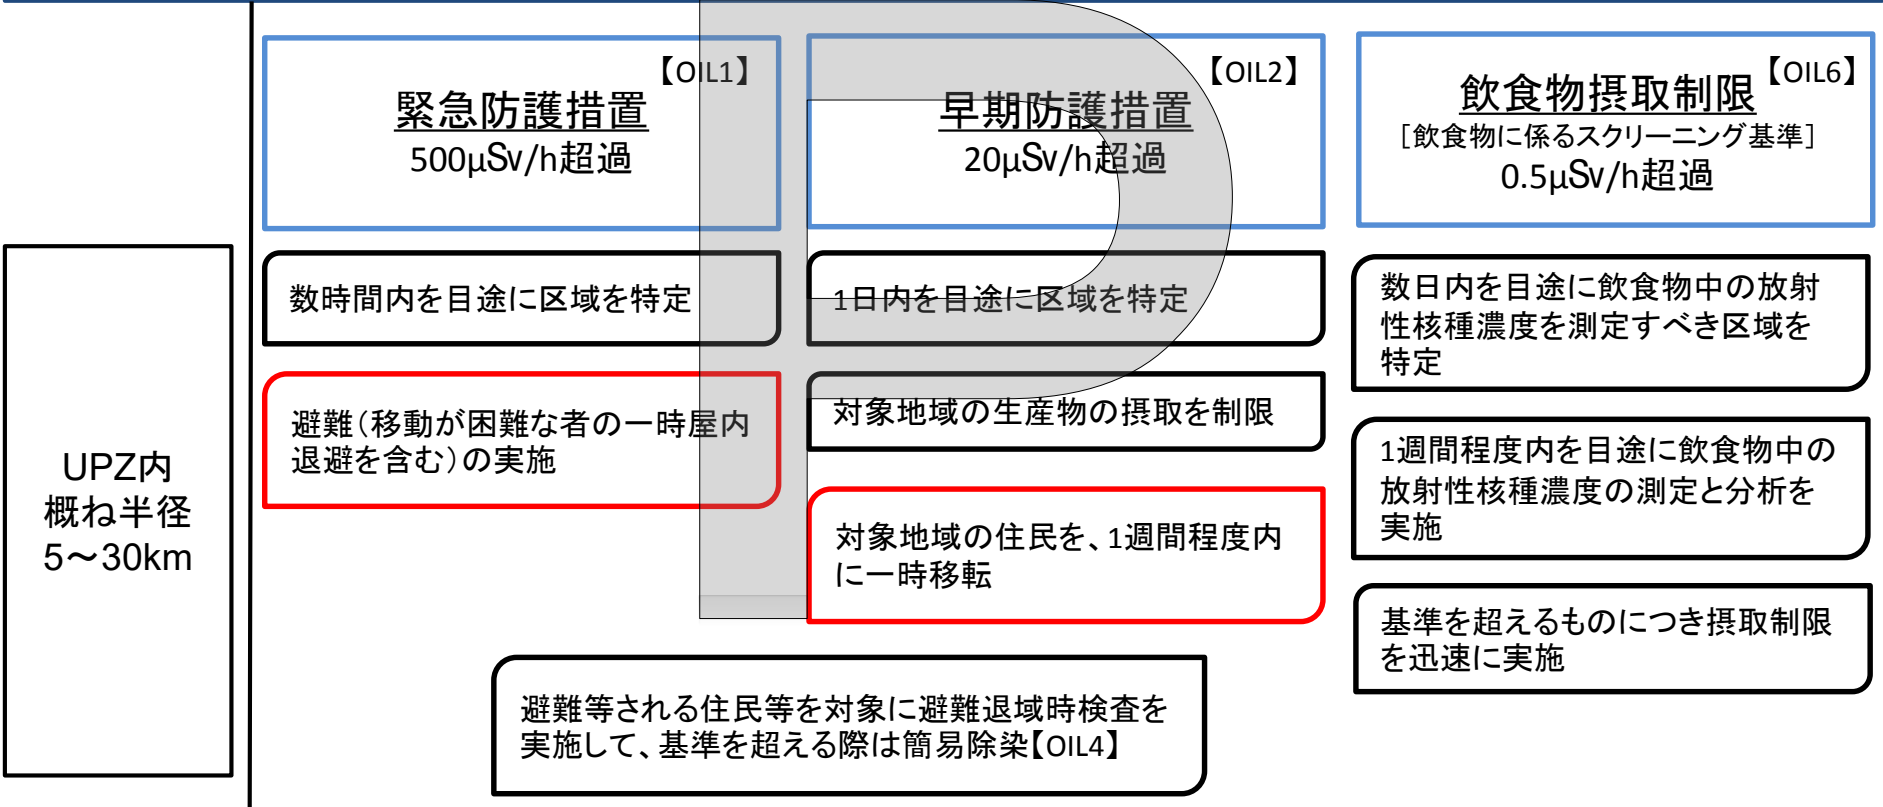 UPZ内
概ね半径
5～30km
【OIL1】
緊急防護措置
500μSv/h超過
数時間内を目途に区域を特定
避難（移動が困難な者の一時屋内
退避を含む）の実施
【OIL2】
早期防護措置
20μSv/h超過
1日内を目途に区域を特定
対象地域の生産物の摂取を制限
対象地域の住民を、1週間程度内
に一時移転
避難等される住民等を対象に避難退域時検査を
実施して、基準を超える際は簡易除染【OIL4】
【OIL6】
飲食物摂取制限
［飲食物に係るスクリーニング基準］
0.5μSv/h超過
数日内を目途に飲食物中の放射
性核種濃度を測定すべき区域を
特定
1週間程度内を目途に飲食物中の
放射性核種濃度の測定と分析を
実施
基準を超えるものにつき摂取制限
を迅速に実施